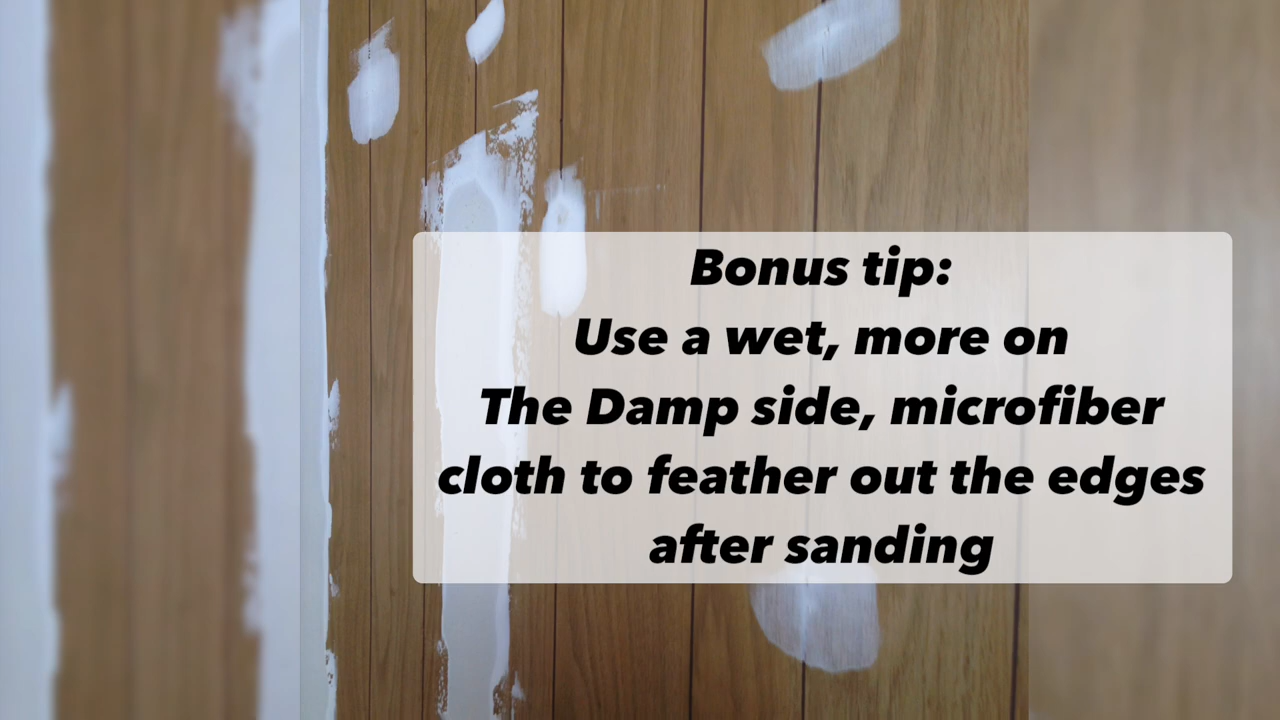 Bonus tip:
Use a wet, more on
The Damp side, microfiber
cloth to feather out the edges
after sanding